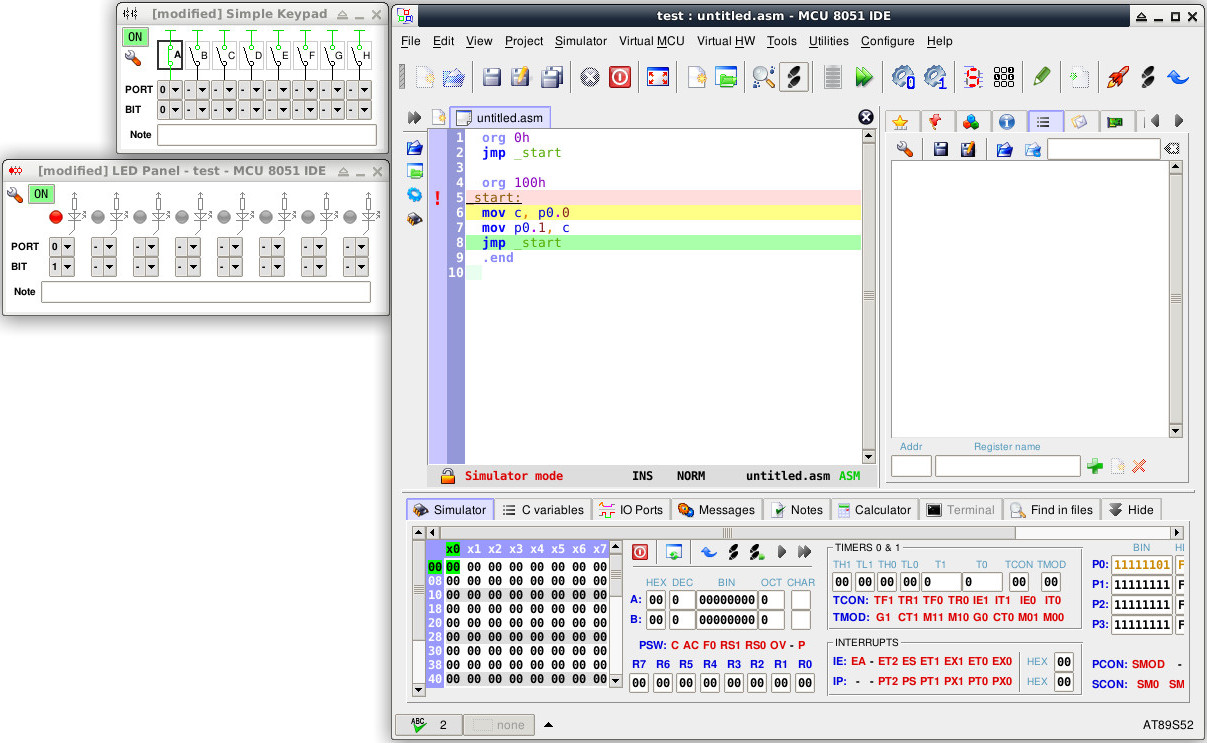 [modified] Simple Keypad
ON
A B C D E F G H
PORT 0 - - - - - - -
BIT 0 - - - - - - -
Note
[modified] LED Panel - test - MCU 8051 IDE
ON
PORT 0 - - - - - - -
BIT 1 - - - - - - -
Note
test : untitled.asm - MCU 8051 IDE
File Edit View Project Simulator Virtual MCU Virtual HW Tools Utilities Configure Help
untitled.asm
1 org 0h
2 jmp _start
3
4 org 100h
! 5 _start:
6 mov c, p0.0
7 mov p0.1, c
8 jmp _start
9 .end
10
Addr Register name
Simulator mode INS NORM untitled.asm ASM
Simulator C variables IO Ports Messages Notes Calculator Terminal Find in files Hide
x0 x1 x2 x3 x4 x5 x6 x7
00 00 00 00 00 00 00 00 00
08 00 00 00 00 00 00 00 00
10 00 00 00 00 00 00 00 00
18 00 00 00 00 00 00 00 00
20 00 00 00 00 00 00 00 00
28 00 00 00 00 00 00 00 00
30 00 00 00 00 00 00 00 00
38 00 00 00 00 00 00 00 00
40 00 00 00 00 00 00 00 00
HEX DEC BIN OCT CHAR
A: 00 0 00000000 0
B: 00 0 00000000 0
PSW: C AC F0 RS1 RS0 OV - P
R7 R6 R5 R4 R3 R2 R1 R0
00 00 00 00 00 00 00 00
TIMERS 0 & 1
TH1 TL1 TH0 TL0 T1 T0 TCON TMOD
00 00 00 00 0 0 00 00
TCON: TF1 TR1 TF0 TR0 IE1 IT1 IE0 IT0
TMOD: G1 CT1 M11 M10 G0 CT0 M01 M00
INTERRUPTS
IE: EA - ET2 ES ET1 EX1 ET0 EX0 HEX 00
IP: - - PT2 PS PT1 PX1 PT0 PX0 HEX 00
BIN
P0: 11111101 F
P1: 11111111 F
P2: 11111111 F
P3: 11111111 F
PCON: SMOD -
SCON: SM0 SM
ABC 2 none
AT89S52